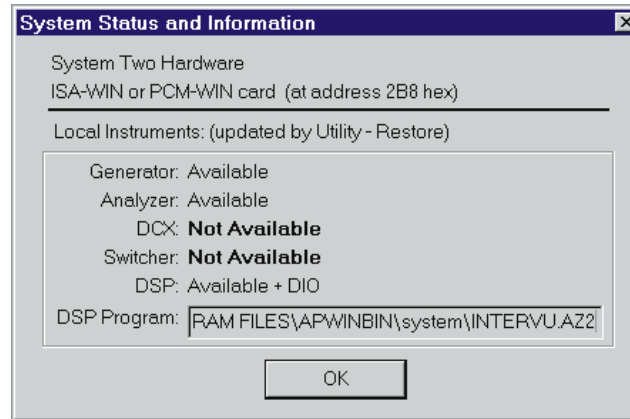 System Status and Information
System Two Hardware
ISA-WIN or PCM-WIN card (at address 2B8 hex)
Local Instruments: (updated by Utility - Restore)
Generator: Available
Analyzer: Available
DCX: Not Available
Switcher: Not Available
DSP: Available + DIO
DSP Program: RAM FILES\APWINBIN\system\INTERVU.AZ2
OK